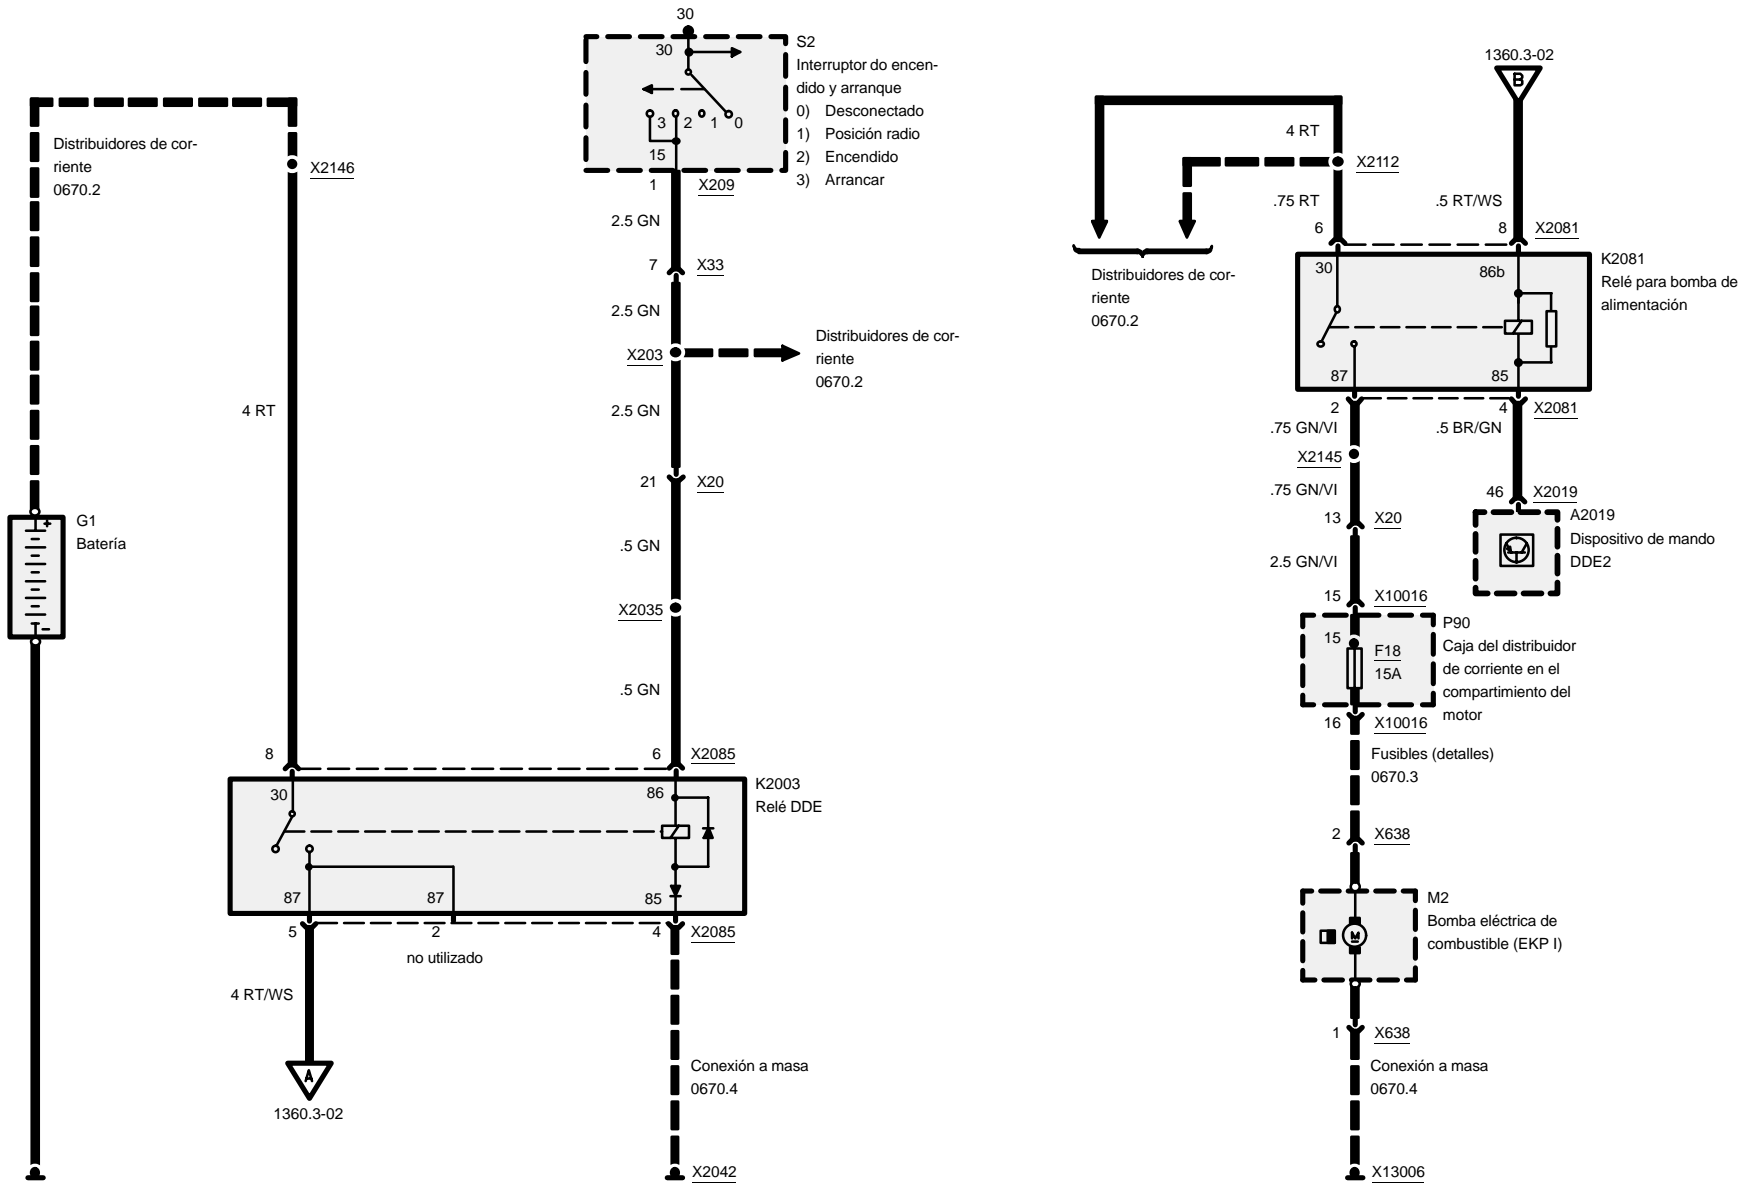 30
30
S2
Interruptor do encen-
dido y arranque
0) Desconectado
1) Posición radio
2) Encendido
3) Arrancar
3 2 1 0
15
1 X209
2.5 GN
7 X33
2.5 GN
X203
Distribuidores de cor-
riente
0670.2
2.5 GN
21 X20
.5 GN
X2035
.5 GN
6 X2085
Distribuidores de cor-
riente
0670.2
X2146
4 RT
G1
Batería
+
-
8
K2003
Relé DDE
30
86
87
87
85
5
2
4 X2085
no utilizado
4 RT/WS
A
1360.3-02
Conexión a masa
0670.4
X2042
1360.3-02
B
4 RT
X2112
.75 RT
.5 RT/WS
6
8 X2081
Distribuidores de cor-
riente
0670.2
K2081
Relé para bomba de
alimentación
30
86b
87
85
2
4 X2081
.75 GN/VI
.5 BR/GN
X2145
.75 GN/VI
46 X2019
A2019
Dispositivo de mando
DDE2
13 X20
2.5 GN/VI
15 X10016
P90
Caja del distribuidor
de corriente en el
compartimiento del
motor
15
F18
15A
16 X10016
Fusibles (detalles)
0670.3
2 X638
M2
Bomba eléctrica de
combustible (EKP I)
M
1 X638
Conexión a masa
0670.4
X13006